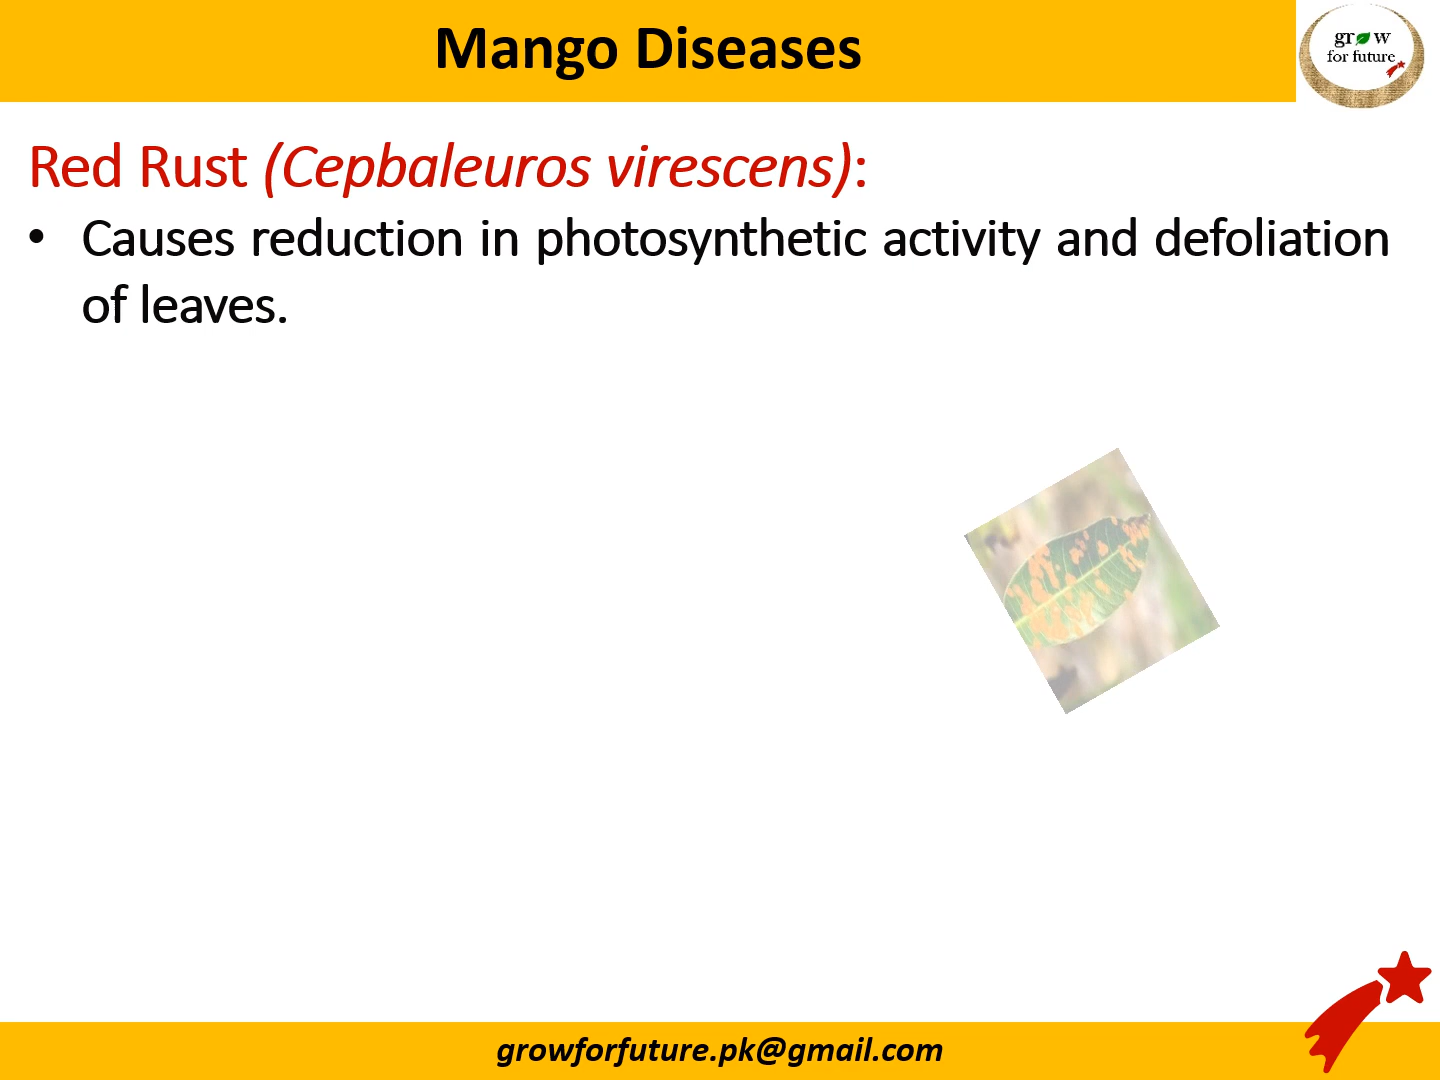 Mango Diseases
gr w
for future
Red Rust (Cepbaleuros virescens):
• Causes reduction in photosynthetic activity and defoliation
of leaves.
growforfuture.pk@gmail.com